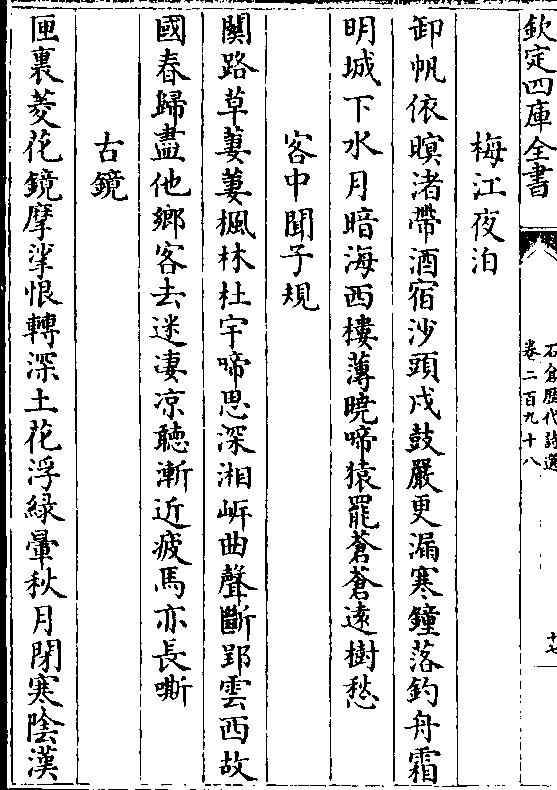 欽定四庫全書
石倉歷代詩選
卷二百九十八
十七
梅江夜泊
卸帆依暝渚帶酒宿沙頭戍鼓嚴更漏寒鐘落釣舟霜
明城下水月暗海西樓薄曉啼猿罷蒼蒼遠樹愁
客中聞子規
關路草萋萋楓林杜宇啼思深湘㟁曲聲斷郢雲西故
國春歸盡他鄉客去迷淒凉聽漸近疲馬亦長嘶
古鏡
匣裏菱花鏡摩挲恨轉深土花浮緑暈秋月閉寒陰漢